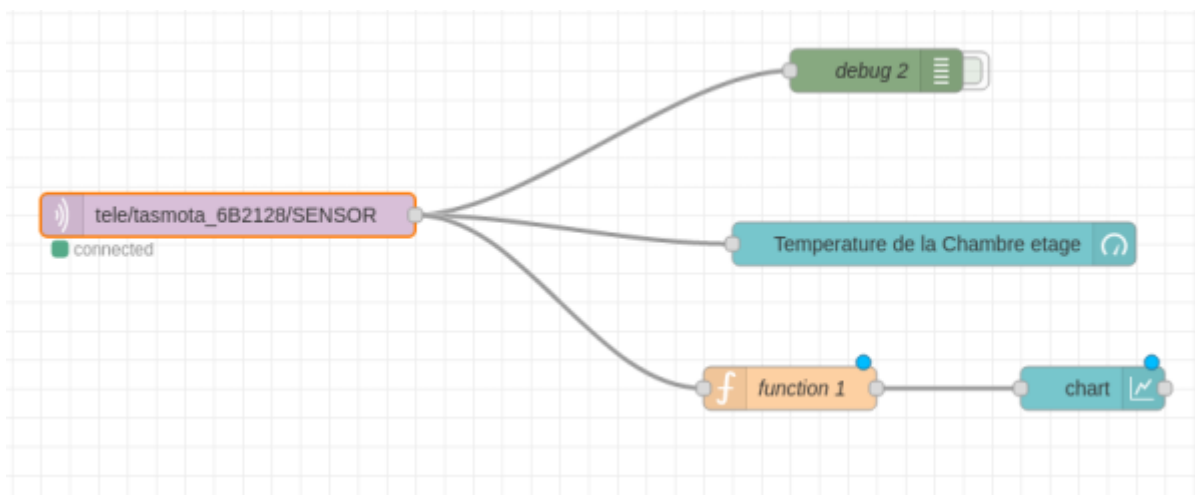 debug 2
tele/tasmota_6B2128/SENSOR
connected
Temperature de la Chambre etage
function 1
chart